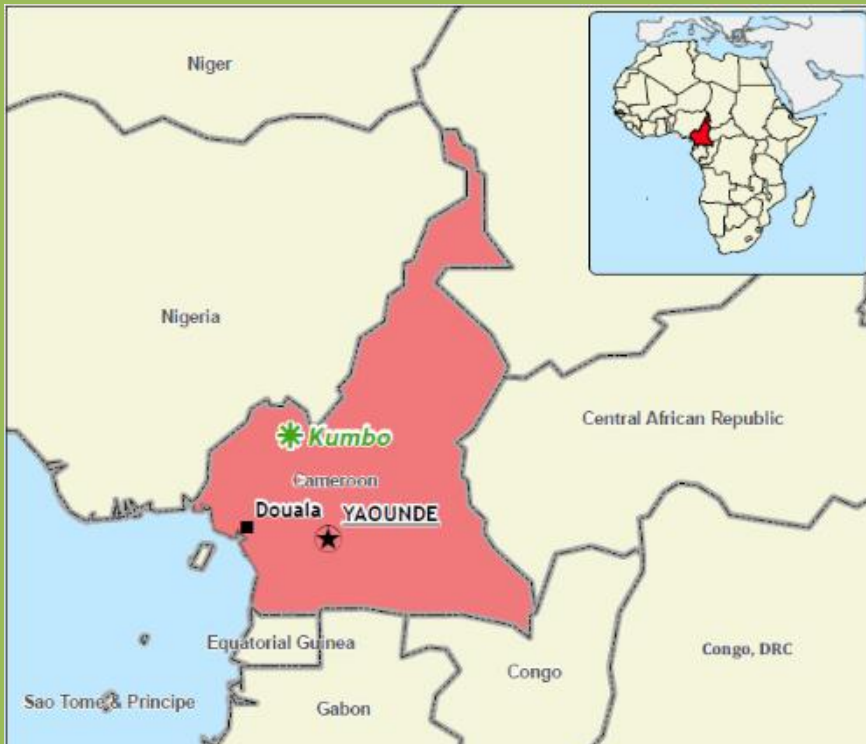 Niger
Nigeria
Central African Republic
Kumbo
Cameroon
Douala
YAOUNDE
Equatorial Guinea
Congo, DRC
Congo
Sao Tome & Principe
Gabon